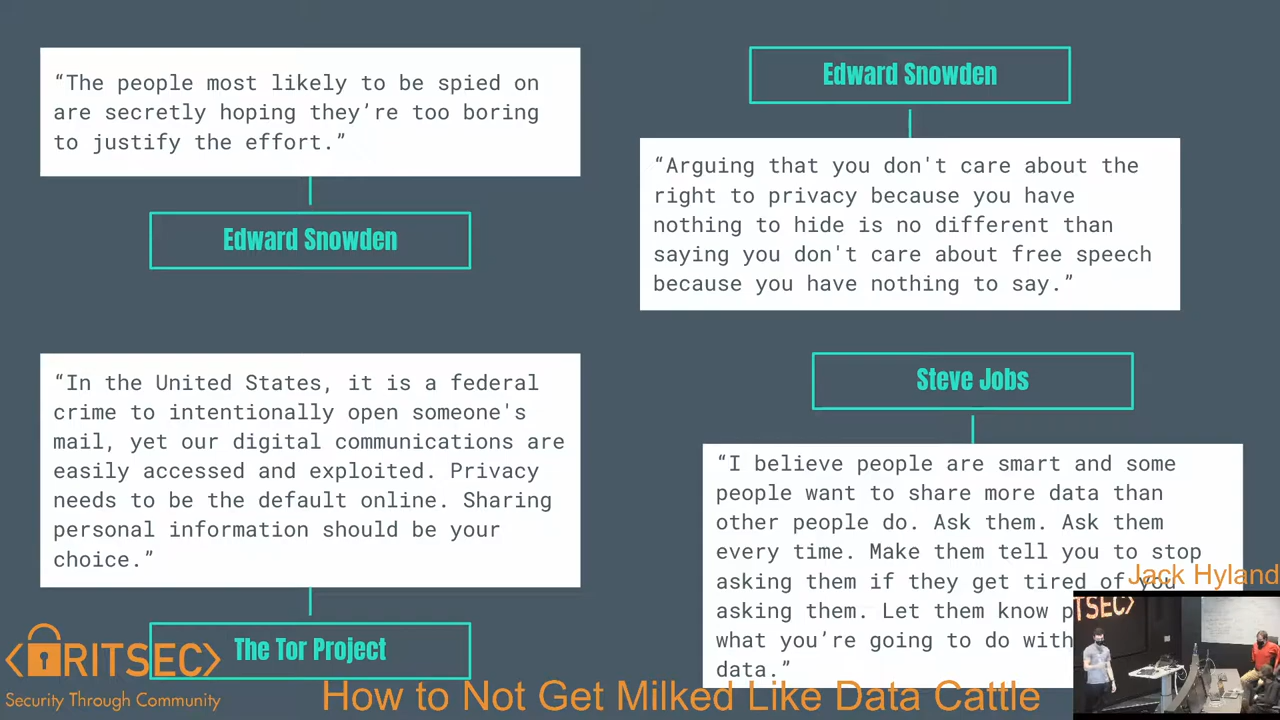 “The people most likely to be spied on
are secretly hoping they’re too boring
to justify the effort.”
Edward Snowden
Edward Snowden
“Arguing that you don't care about the
right to privacy because you have
nothing to hide is no different than
saying you don't care about free speech
because you have nothing to say.”
“In the United States, it is a federal
crime to intentionally open someone's
mail, yet our digital communications are
easily accessed and exploited. Privacy
needs to be the default online. Sharing
personal information should be your
choice.”
The Tor Project
Steve Jobs
“I believe people are smart and some
people want to share more data than
other people do. Ask them. Ask them
every time. Make them tell you to stop
asking them if they get tired of you
asking them. Let them know p
what you’re going to do with
data.”
Jack Hyland
TSEC>
<RITSEC>
Security Through Community
How to Not Get Milked Like Data Cattle